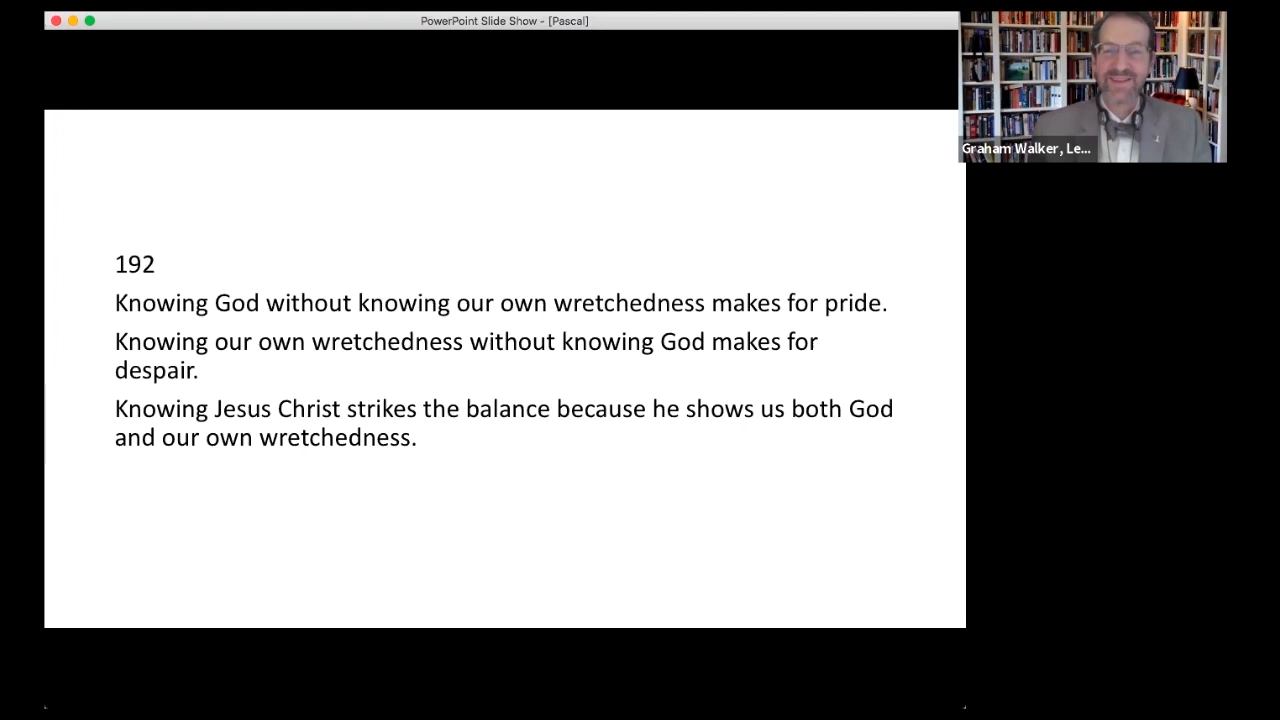 PowerPoint Slide Show - [Pascal]
Graham Walker, Le...
192
Knowing God without knowing our own wretchedness makes for pride.
Knowing our own wretchedness without knowing God makes for
despair.
Knowing Jesus Christ strikes the balance because he shows us both God
and our own wretchedness.